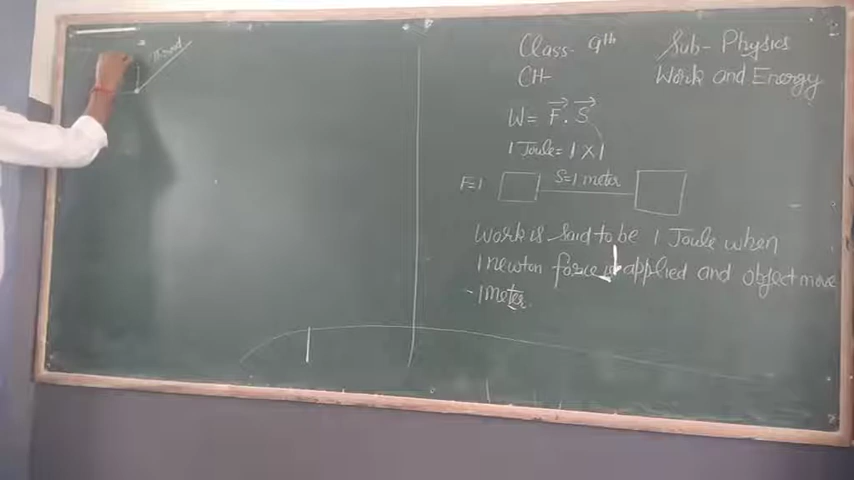 Class- 9th Sub- Physics
CH- Work and Energy
W= F. S
1 Joule= 1 X 1
F=1 S=1 meter
Work is Said to be 1 Joule when
1 newton force is applied and object move
1 meter.